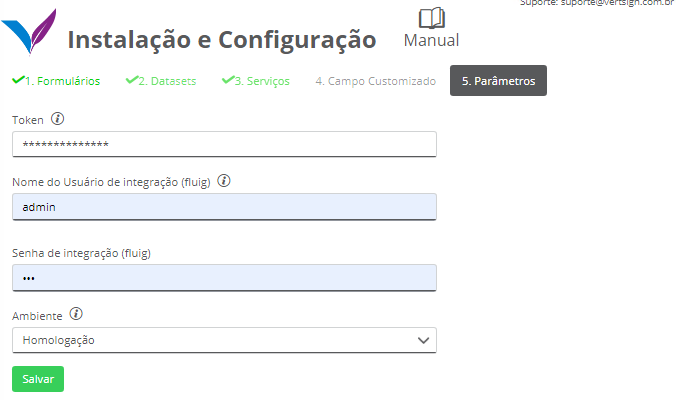 Suporte: suporte@vertsign.com.br
Instalação e Configuração
Manual
1. Formulários 2. Datasets 3. Serviços 4. Campo Customizado 5. Parâmetros
Token
**************
Nome do Usuário de integração (fluig)
admin
Senha de integração (fluig)
•••
Ambiente
Homologação
Salvar